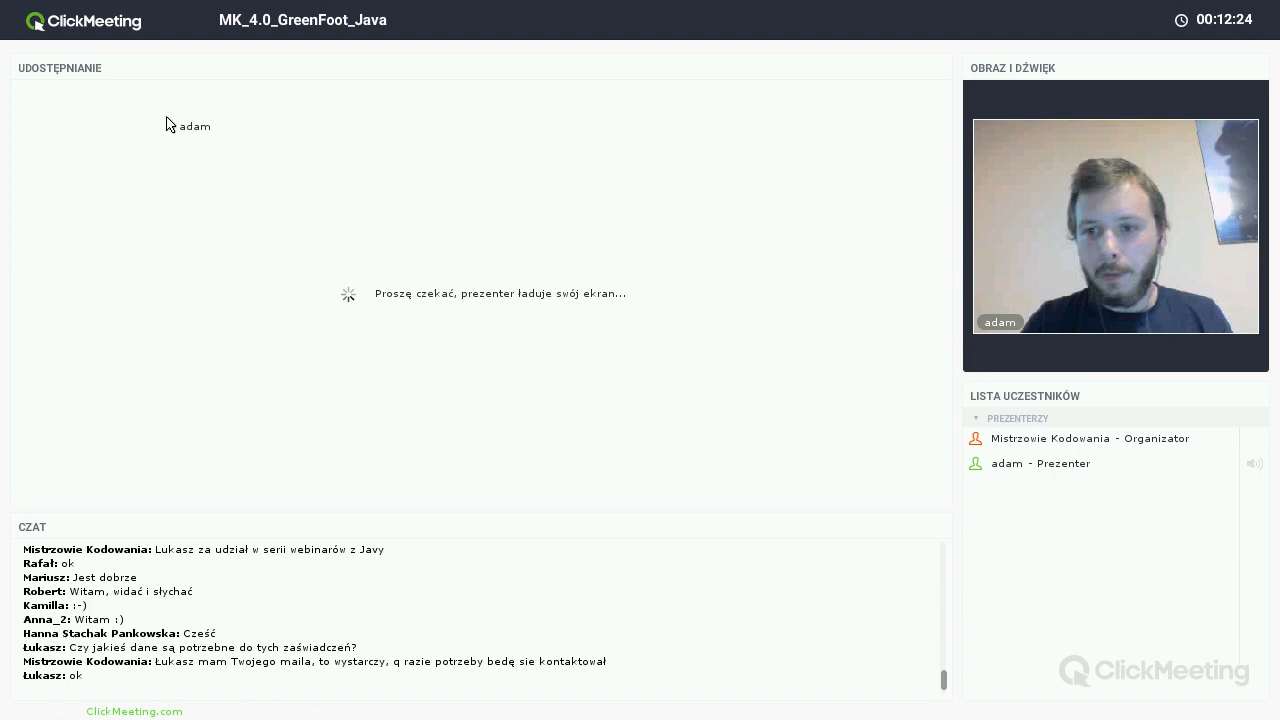 ClickMeeting
MK_4.0_GreenFoot_Java
00:12:24
UDOSTĘPNIANIE
adam
Proszę czekać, prezenter ładuje swój ekran...
OBRAZ I DŹWIĘK
adam
LISTA UCZESTNIKÓW
PREZENTERZY
Mistrzowie Kodowania - Organizator
adam - Prezenter
CZAT
Mistrzowie Kodowania: Lukasz za udział w serii webinarów z Javy
Rafał: ok
Mariusz: Jest dobrze
Robert: Witam, widać i słychać
Kamilla: :-)
Anna_2: Witam :)
Hanna Stachak Pankowska: Cześć
Łukasz: Czy jakieś dane są potrzebne do tych zaświadczeń?
Mistrzowie Kodowania: Łukasz mam Twojego maila, to wystarczy, q razie potrzeby bedę sie kontaktował
Łukasz: ok
ClickMeeting
ClickMeeting.com